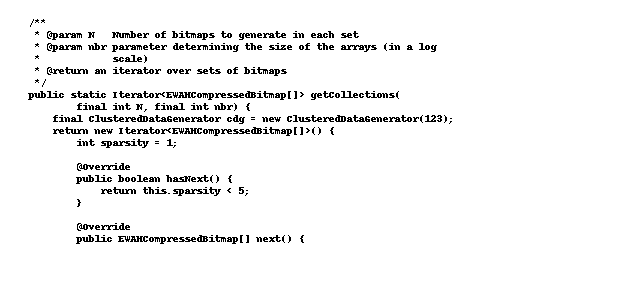 /**
 * @param N   Number of bitmaps to generate in each set
 * @param nbr parameter determining the size of the arrays (in a log
 *            scale)
 * @return an iterator over sets of bitmaps
 */
public static Iterator<EWAHCompressedBitmap[]> getCollections(
        final int N, final int nbr) {
    final ClusteredDataGenerator cdg = new ClusteredDataGenerator(123);
    return new Iterator<EWAHCompressedBitmap[]>() {
        int sparsity = 1;

        @Override
        public boolean hasNext() {
            return this.sparsity < 5;
        }

        @Override
        public EWAHCompressedBitmap[] next() {